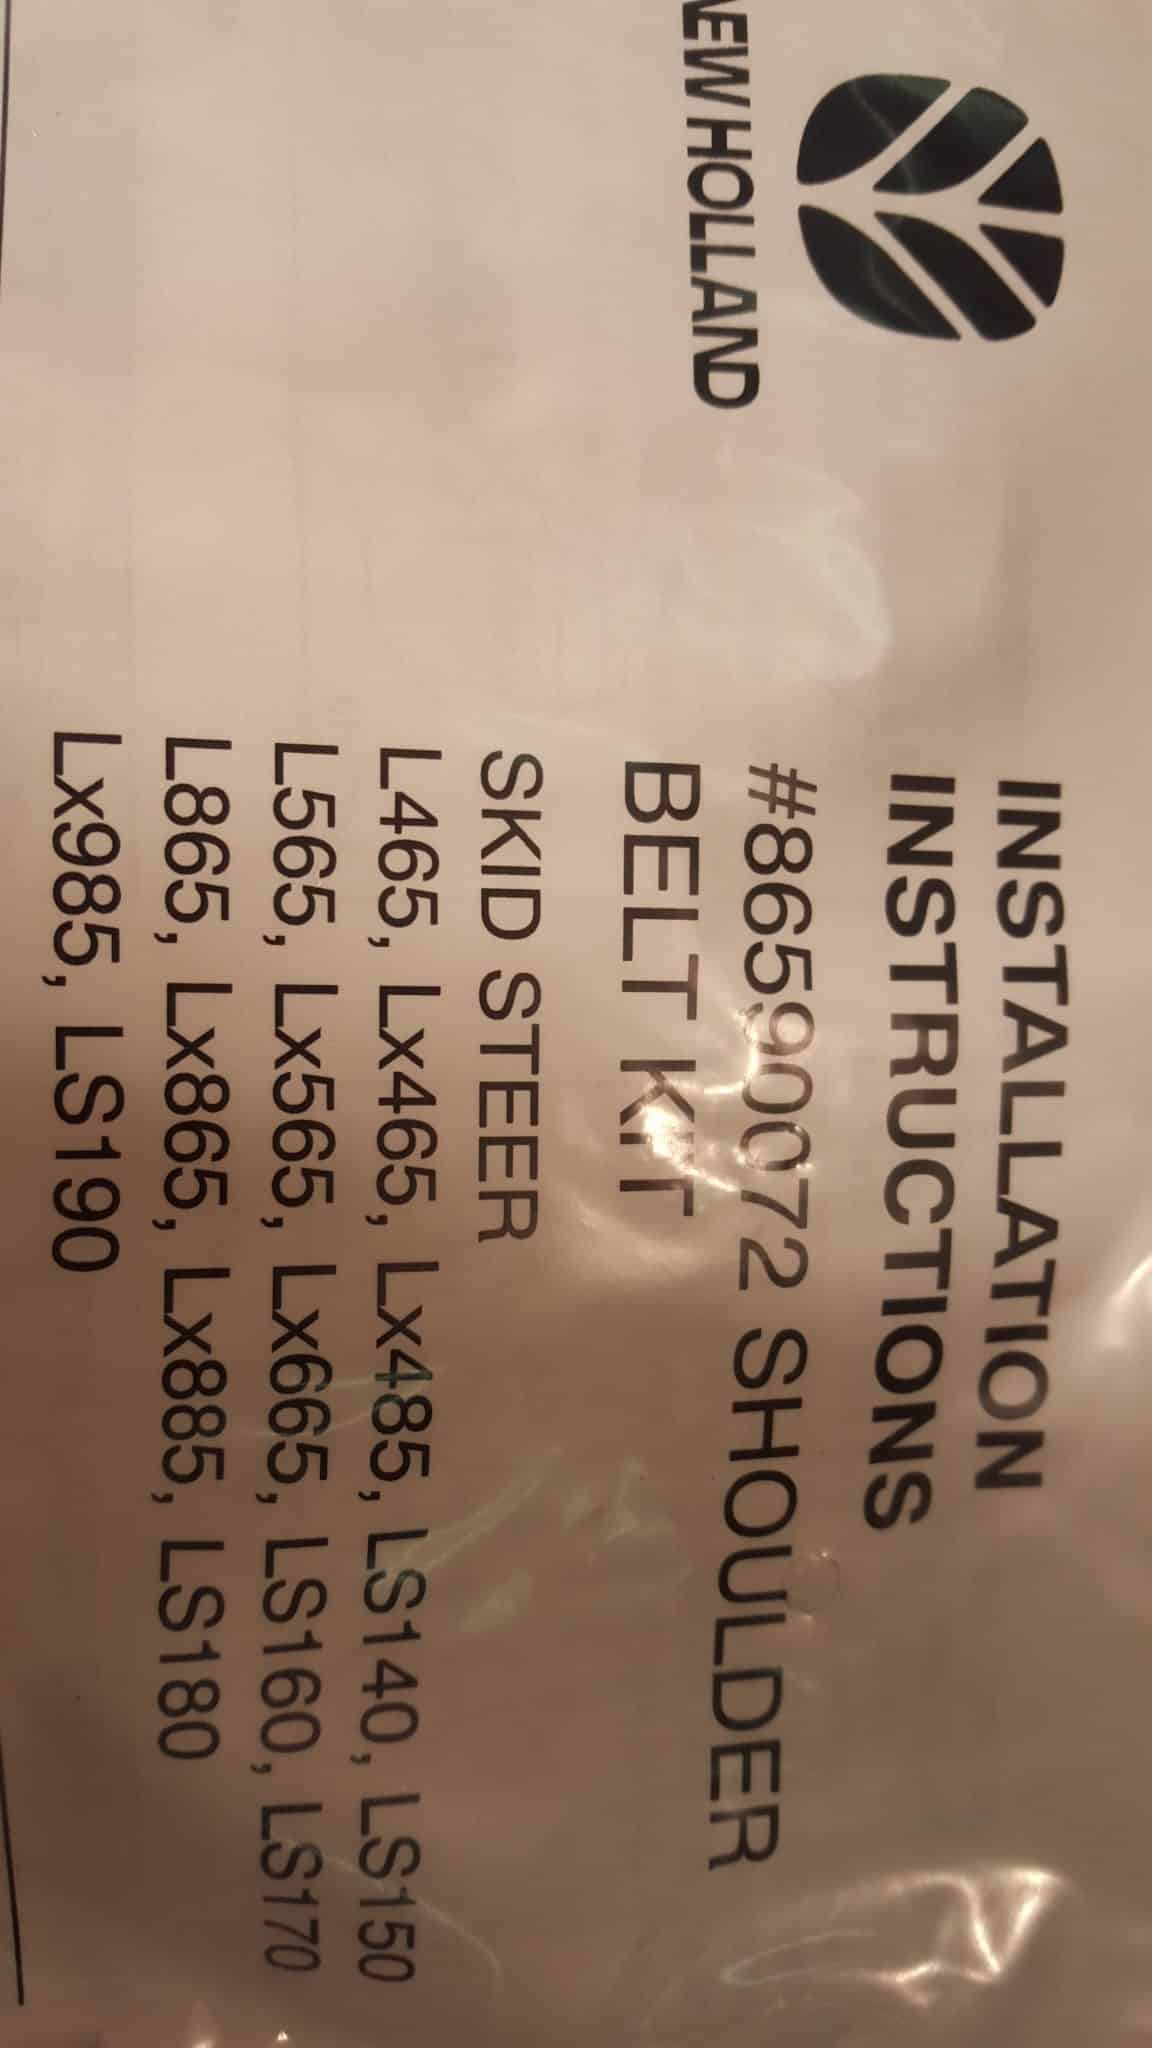 NEW HOLLAND
INSTALLATION
INSTRUCTIONS
#86590072 SHOULDER
BELT KIT
SKID STEER
L465, Lx465, Lx485, LS140, LS150
L565, Lx565, Lx665, LS160, LS170
L865, Lx865, Lx885, LS180
Lx985, LS190